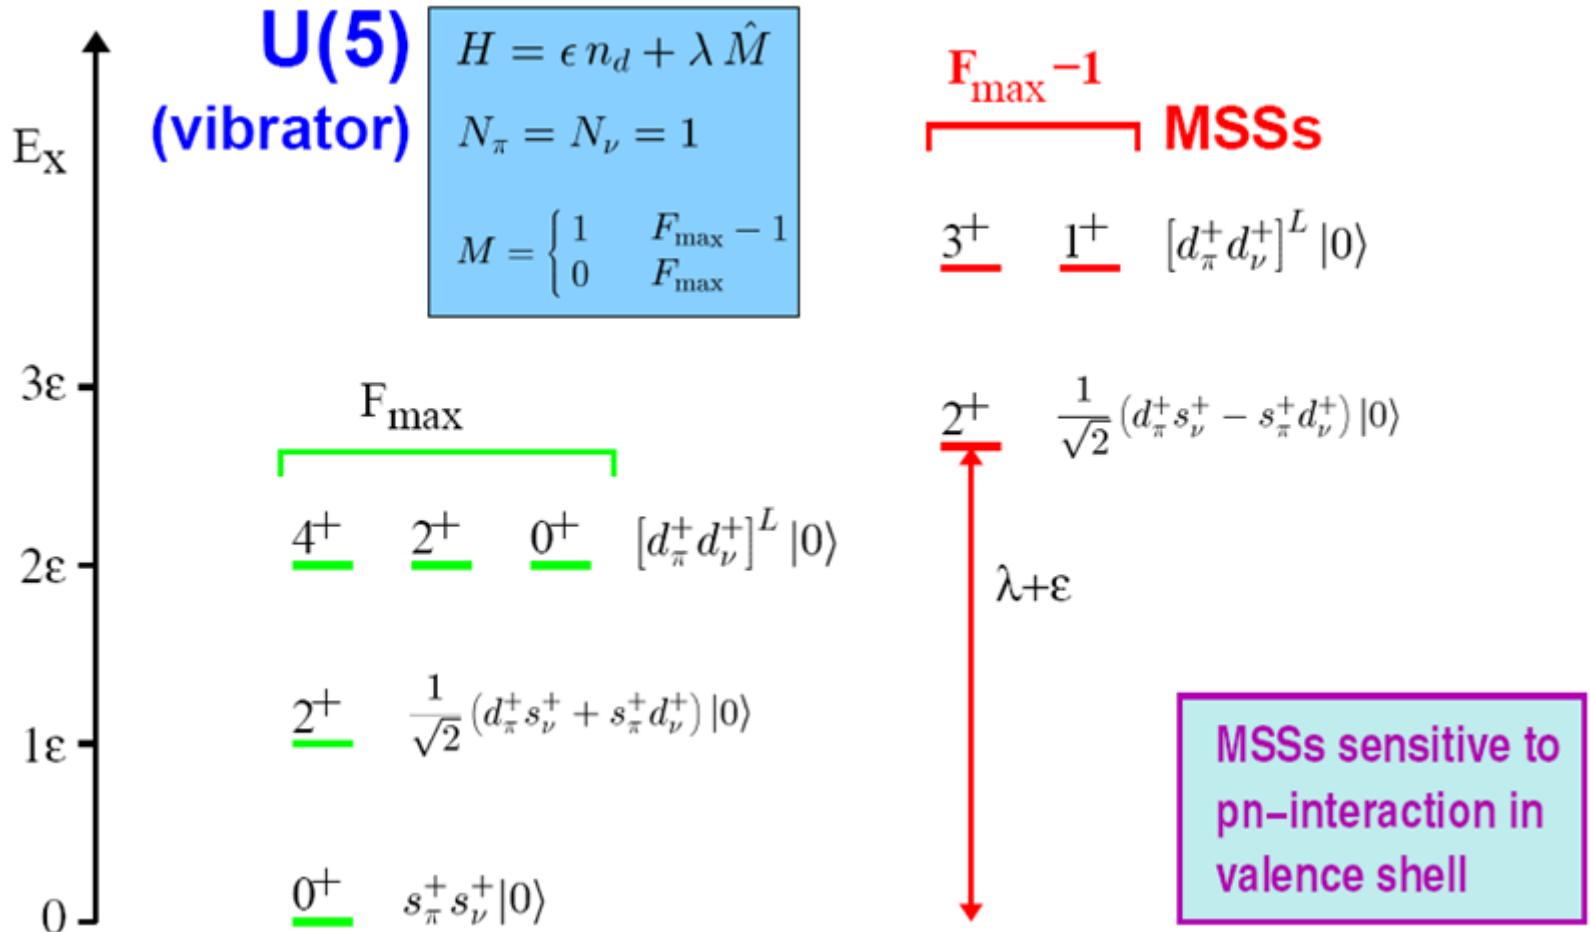 U(5)
(vibrator)
H = ϵ n_d + λ M̂
N_π = N_ν = 1
M = { 1 F_max − 1
0 F_max
E_X
F_max −1
MSSs
3⁺ 1⁺ [d_π⁺ d_ν⁺]^L |0⟩
3ε
F_max
2⁺ 1/√2 (d_π⁺ s_ν⁺ − s_π⁺ d_ν⁺) |0⟩
4⁺ 2⁺ 0⁺ [d_π⁺ d_ν⁺]^L |0⟩
2ε
λ+ε
2⁺ 1/√2 (d_π⁺ s_ν⁺ + s_π⁺ d_ν⁺) |0⟩
1ε
MSSs sensitive to
pn−interaction in
valence shell
0⁺ s_π⁺ s_ν⁺ |0⟩
0